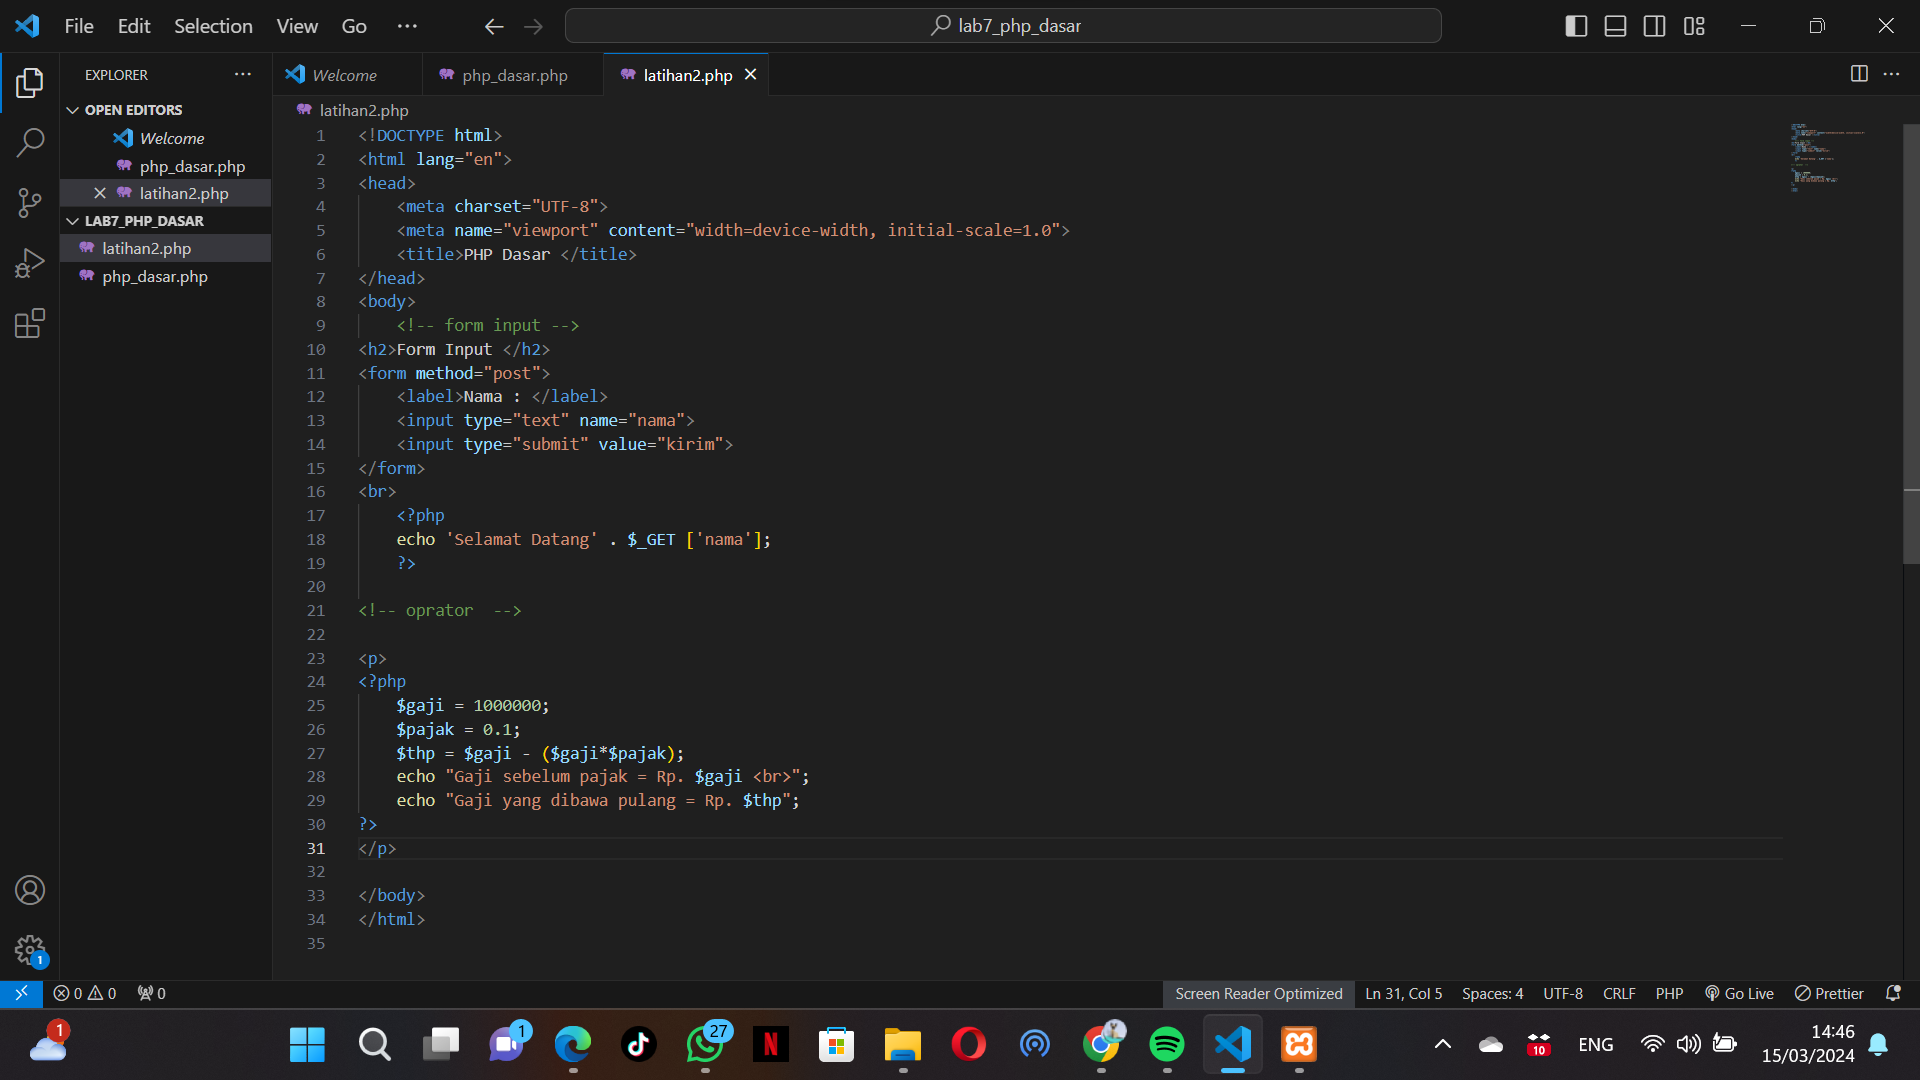 File Edit Selection View Go ··· lab7_php_dasar
EXPLORER ···
OPEN EDITORS
Welcome
php_dasar.php
latihan2.php
LAB7_PHP_DASAR
latihan2.php
php_dasar.php
1
Welcome php_dasar.php latihan2.php
latihan2.php
1 <!DOCTYPE html>
2 <html lang="en">
3 <head>
4     <meta charset="UTF-8">
5     <meta name="viewport" content="width=device-width, initial-scale=1.0">
6     <title>PHP Dasar </title>
7 </head>
8 <body>
9     <!-- form input -->
10 <h2>Form Input </h2>
11 <form method="post">
12     <label>Nama : </label>
13     <input type="text" name="nama">
14     <input type="submit" value="kirim">
15 </form>
16 <br>
17     <?php
18     echo 'Selamat Datang' . $_GET ['nama'];
19     ?>
20
21 <!-- oprator  -->
22
23 <p>
24 <?php
25     $gaji = 1000000;
26     $pajak = 0.1;
27     $thp = $gaji - ($gaji*$pajak);
28     echo "Gaji sebelum pajak = Rp. $gaji <br>";
29     echo "Gaji yang dibawa pulang = Rp. $thp";
30 ?>
31 </p>
32
33 </body>
34 </html>
35
0 0 0 Screen Reader Optimized Ln 31, Col 5 Spaces: 4 UTF-8 CRLF PHP Go Live Prettier
1 1 27 N 10 ENG 14:46
15/03/2024